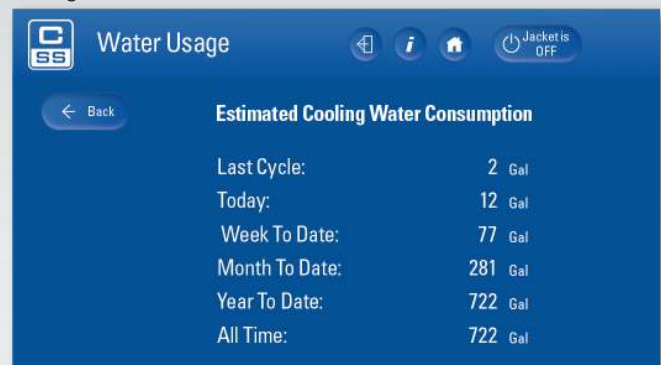 C
SS
Water Usage
i
Jacket is
OFF
← Back
Estimated Cooling Water Consumption
Last Cycle: 2 Gal
Today: 12 Gal
Week To Date: 77 Gal
Month To Date: 281 Gal
Year To Date: 722 Gal
All Time: 722 Gal